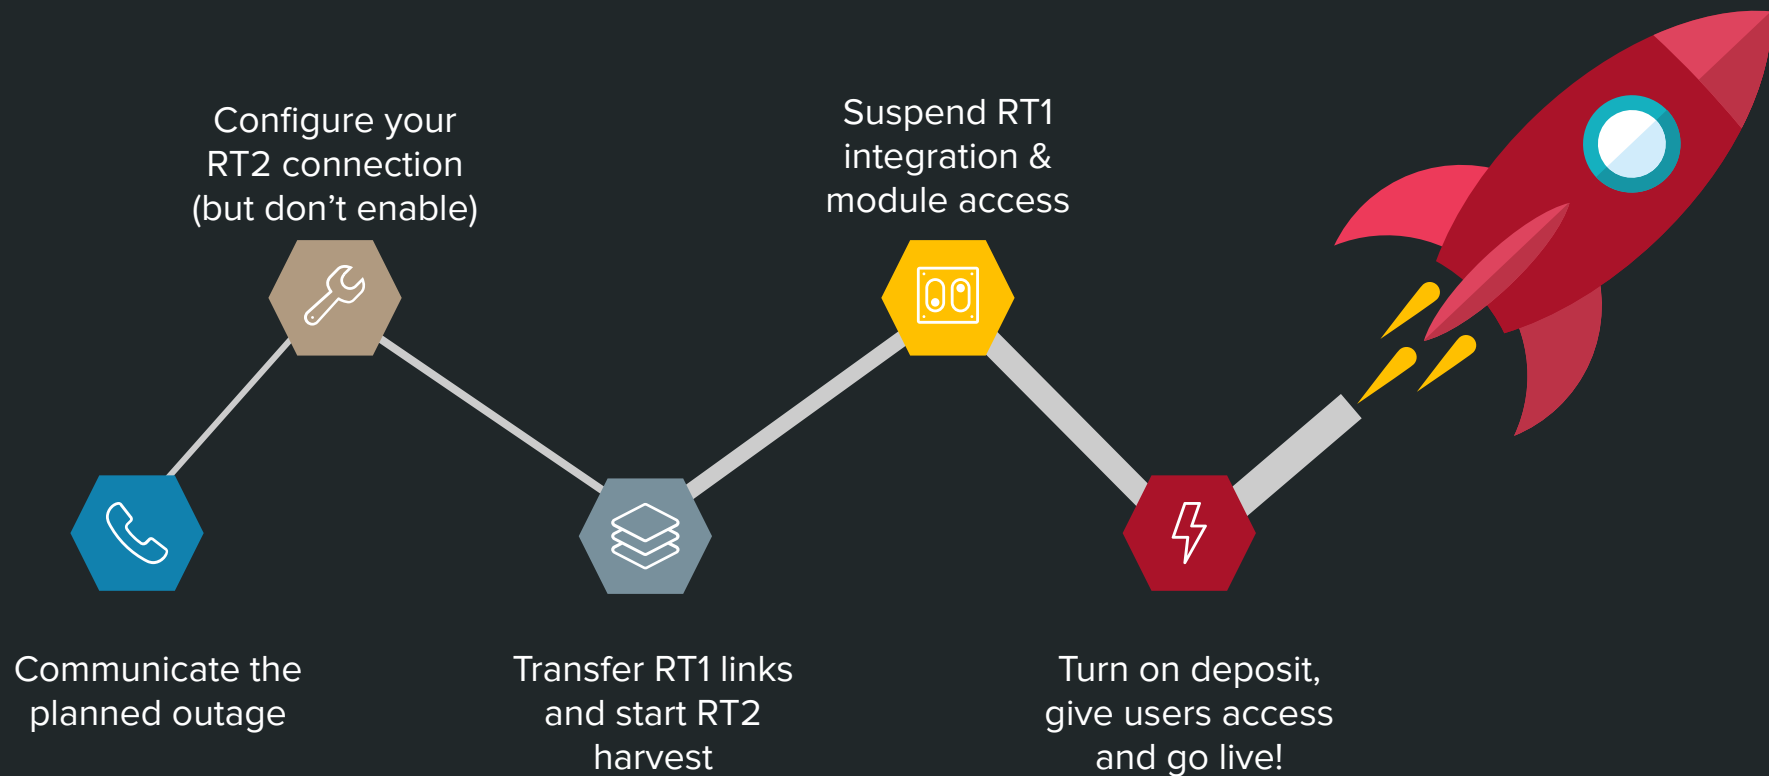 Communicate the
planned outage
Configure your
RT2 connection
(but don’t enable)
Transfer RT1 links
and start RT2
harvest
Suspend RT1
integration &
module access
Turn on deposit,
give users access
and go live!